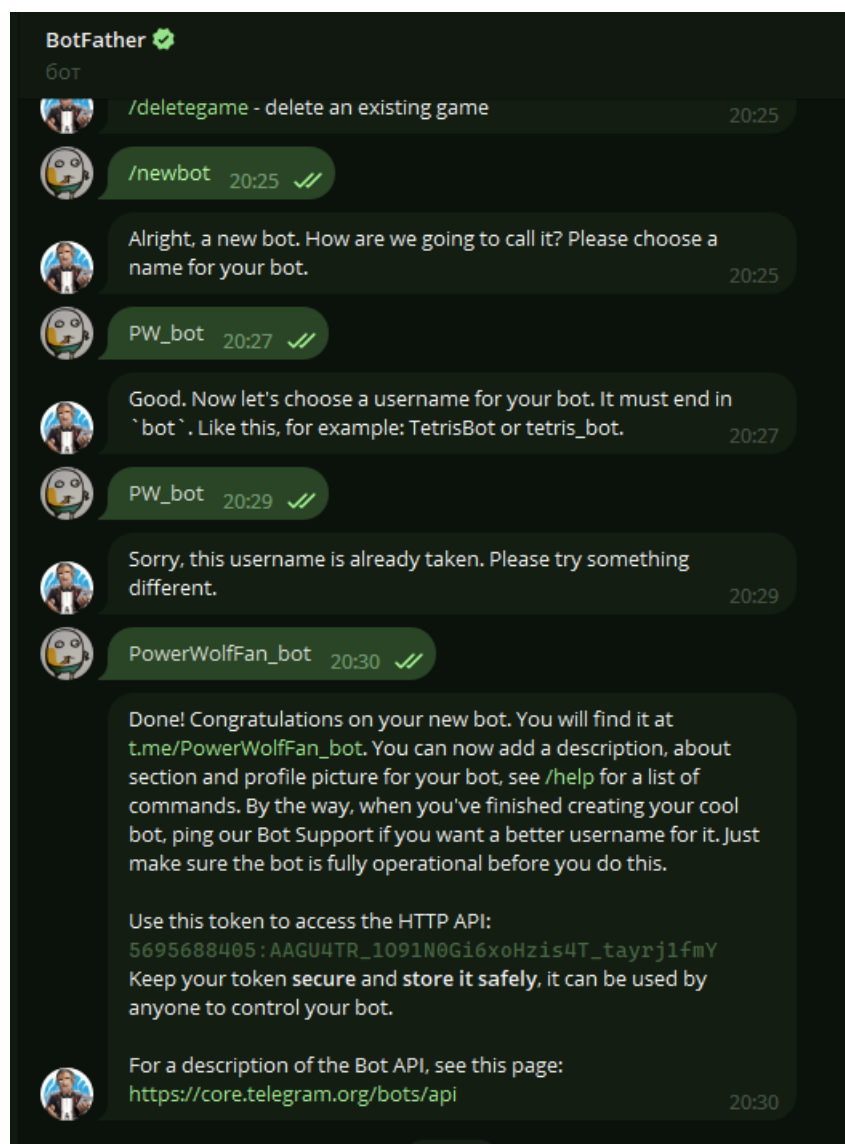 BotFather
бот
/deletegame - delete an existing game
20:25
/newbot 20:25
Alright, a new bot. How are we going to call it? Please choose a
name for your bot.
20:25
PW_bot 20:27
Good. Now let's choose a username for your bot. It must end in
`bot`. Like this, for example: TetrisBot or tetris_bot.
20:27
PW_bot 20:29
Sorry, this username is already taken. Please try something
different.
20:29
PowerWolfFan_bot 20:30
Done! Congratulations on your new bot. You will find it at
t.me/PowerWolfFan_bot. You can now add a description, about
section and profile picture for your bot, see /help for a list of
commands. By the way, when you've finished creating your cool
bot, ping our Bot Support if you want a better username for it. Just
make sure the bot is fully operational before you do this.
Use this token to access the HTTP API:
5695688405:AAGU4TR_1O91N0Gi6xoHzis4T_tayrj1fmY
Keep your token secure and store it safely, it can be used by
anyone to control your bot.
For a description of the Bot API, see this page:
https://core.telegram.org/bots/api
20:30